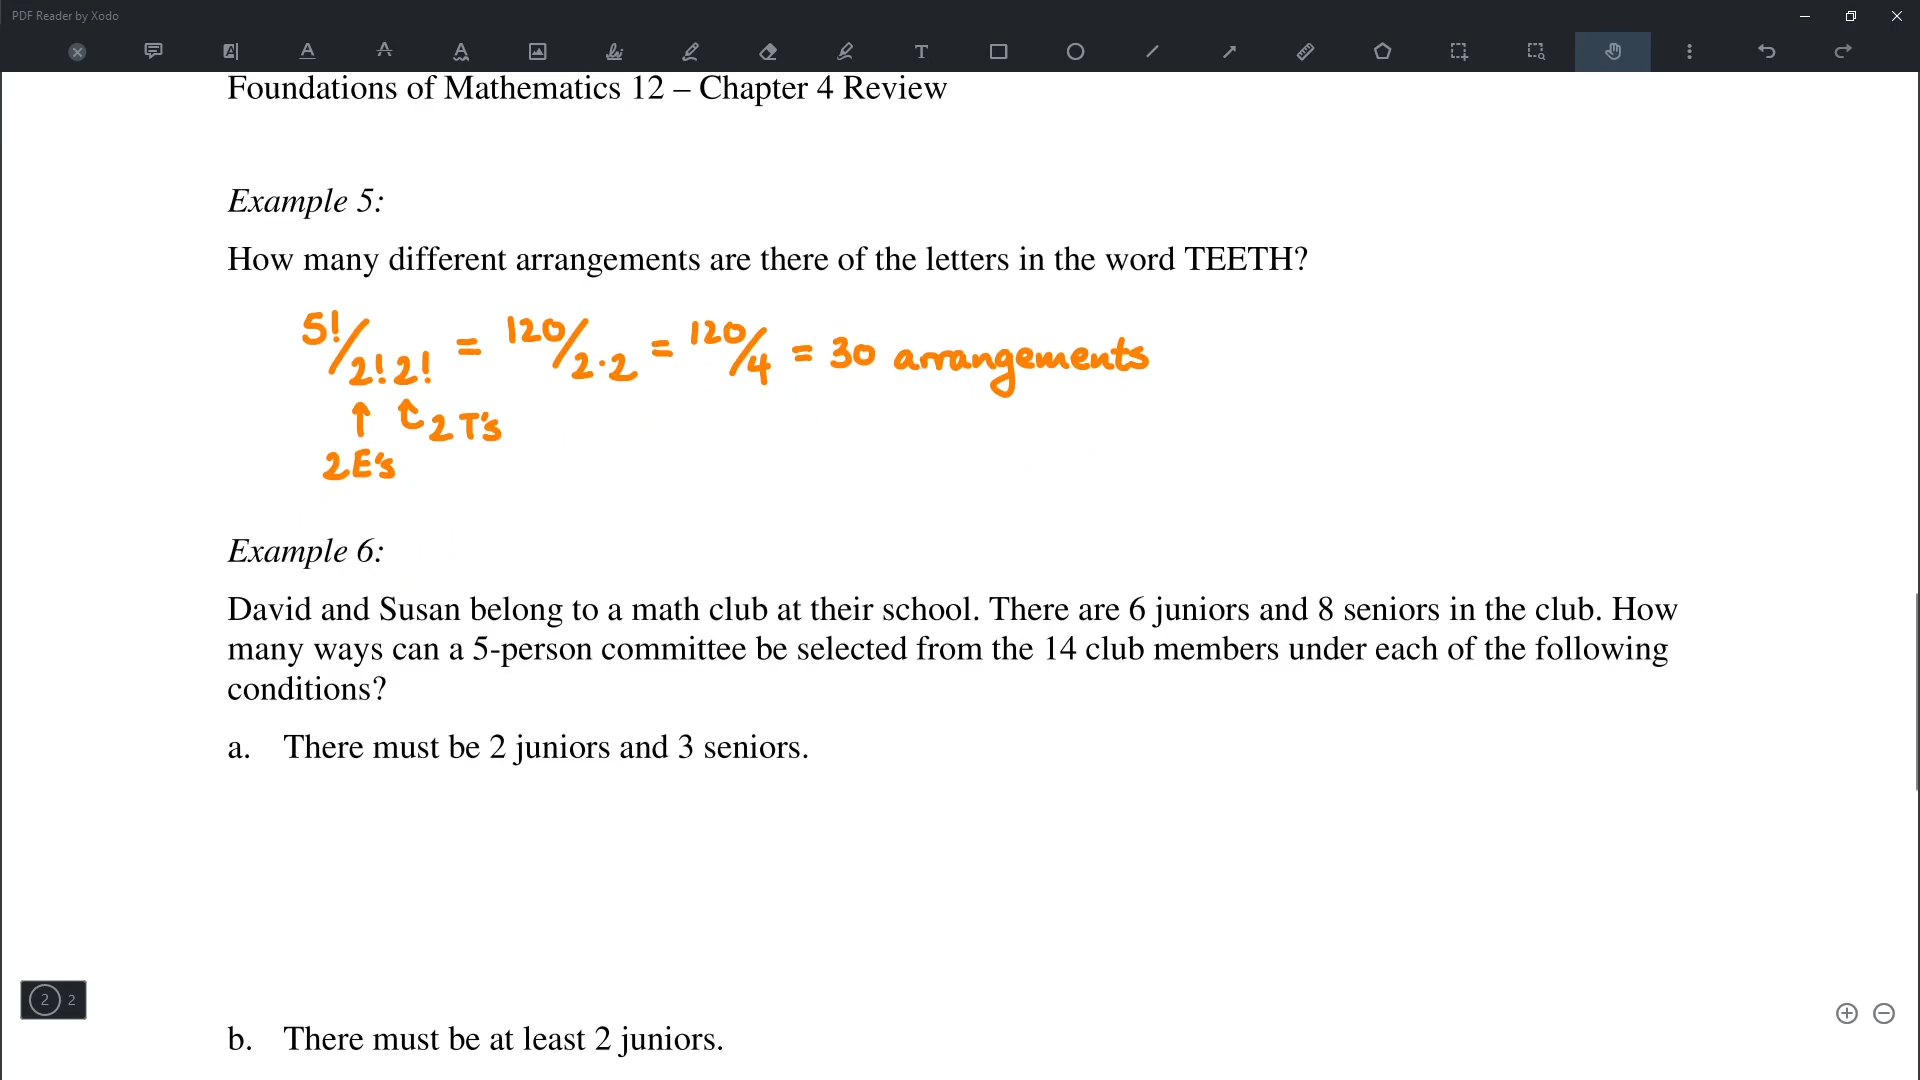 PDF Reader by Xodo
Foundations of Mathematics 12 – Chapter 4 Review
Example 5:
How many different arrangements are there of the letters in the word TEETH?
5!/2!2! = 120/2·2 = 120/4 = 30 arrangements
↑ ↑ 2 T's
2 E's
Example 6:
David and Susan belong to a math club at their school. There are 6 juniors and 8 seniors in the club. How
many ways can a 5-person committee be selected from the 14 club members under each of the following
conditions?
a. There must be 2 juniors and 3 seniors.
2 2
b. There must be at least 2 juniors.